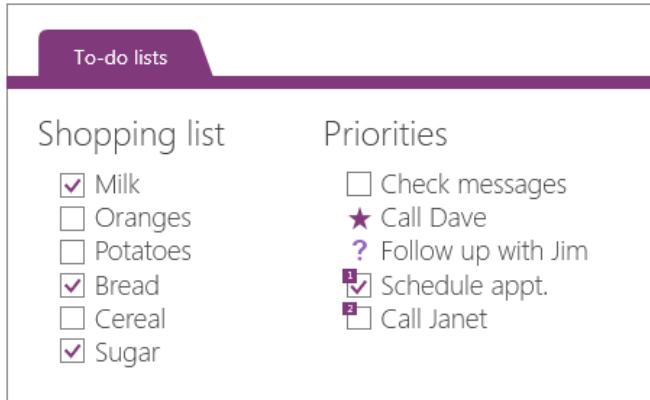 To-do lists
Shopping list
Milk
Oranges
Potatoes
Bread
Cereal
Sugar
Priorities
Check messages
Call Dave
? Follow up with Jim
1 Schedule appt.
2 Call Janet